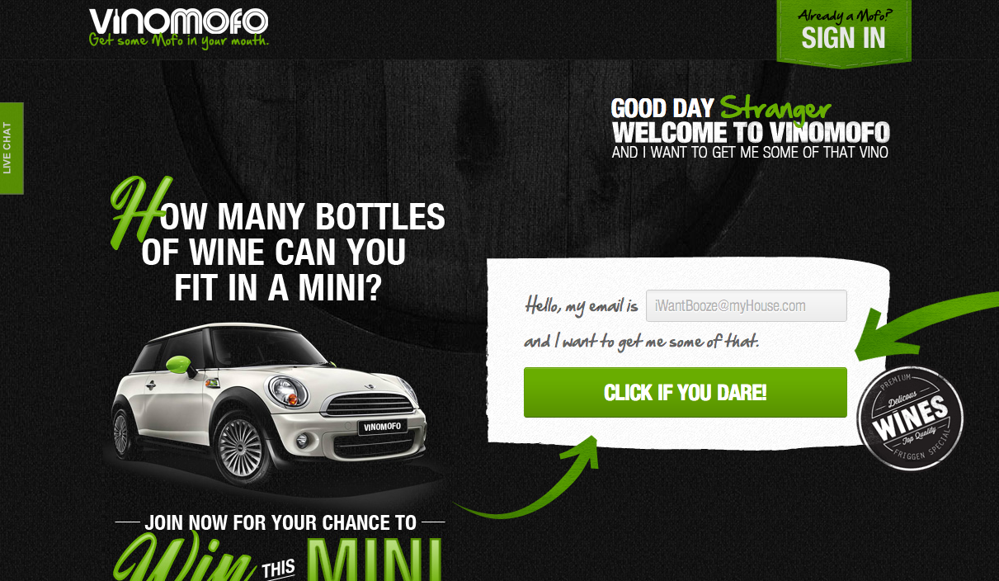 VINOMOFO
Get some Mofo in your mouth.
Already a Mofo?
SIGN IN
LIVE CHAT
GOOD DAY Stranger
WELCOME TO VINOMOFO
AND I WANT TO GET ME SOME OF THAT VINO
HOW MANY BOTTLES
OF WINE CAN YOU
FIT IN A MINI?
Hello, my email is iWantBooze@myHouse.com
and I want to get me some of that.
CLICK IF YOU DARE!
PREMIUM
Delicous
WINES
Top Quality
FRIGGEN SPECIAL
VINOMOFO
JOIN NOW FOR YOUR CHANCE TO
Win THIS MINI